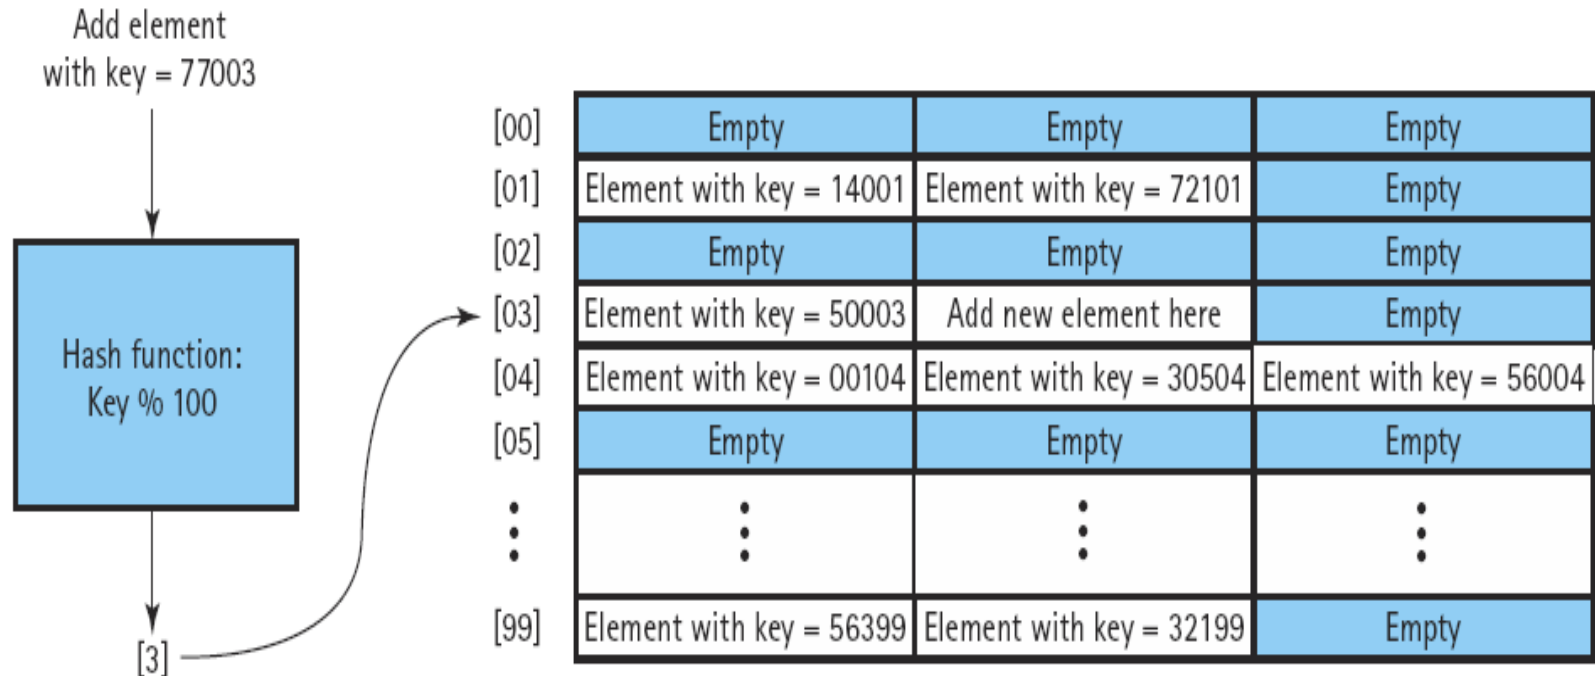 Add element
with key = 77003
Hash function:
Key % 100
[3]
[00] Empty Empty Empty
[01] Element with key = 14001 Element with key = 72101 Empty
[02] Empty Empty Empty
[03] Element with key = 50003 Add new element here Empty
[04] Element with key = 00104 Element with key = 30504 Element with key = 56004
[05] Empty Empty Empty
[99] Element with key = 56399 Element with key = 32199 Empty